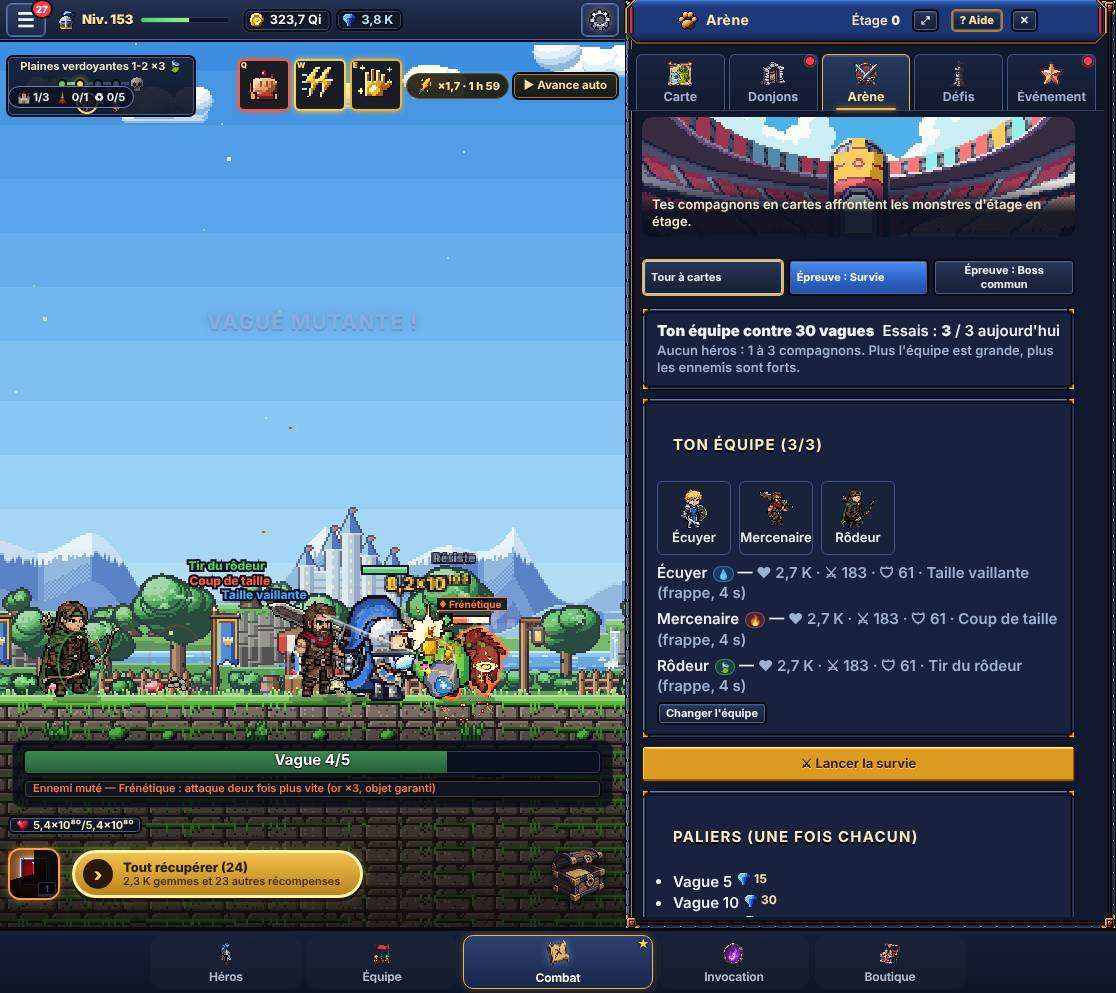 27
Niv. 153
323,7 Qi
3,8 K
Plaines verdoyantes 1-2 ×3
1/3 0/1 0/5
Q
W
E
×1,7 · 1 h 59
▶ Avance auto
VAGUE MUTANTE !
Tir du rôdeur
Coup de taille
Taille vaillante
Résiste
Frénétique
Vague 4/5
Ennemi muté — Frénétique : attaque deux fois plus vite (or ×3, objet garanti)
5,4×10⁸⁰/5,4×10⁸⁰
1
Tout récupérer (24)
2,3 K gemmes et 23 autres récompenses
Arène
Étage 0
? Aide
×
Carte
Donjons
Arène
Défis
Événement
Tes compagnons en cartes affrontent les monstres d'étage en
étage.
Tour à cartes
Épreuve : Survie
Épreuve : Boss
commun
Ton équipe contre 30 vagues Essais : 3 / 3 aujourd'hui
Aucun héros : 1 à 3 compagnons. Plus l'équipe est grande, plus
les ennemis sont forts.
TON ÉQUIPE (3/3)
Écuyer
Mercenaire
Rôdeur
Écuyer 💧 — ♥ 2,7 K · ⚔ 183 · 🛡 61 · Taille vaillante
(frappe, 4 s)
Mercenaire 🔥 — ♥ 2,7 K · ⚔ 183 · 🛡 61 · Coup de taille
(frappe, 4 s)
Rôdeur 🍃 — ♥ 2,7 K · ⚔ 183 · 🛡 61 · Tir du rôdeur
(frappe, 4 s)
Changer l'équipe
⚔ Lancer la survie
PALIERS (UNE FOIS CHACUN)
• Vague 5 15
• Vague 10 30
Héros
Équipe
Combat
Invocation
Boutique